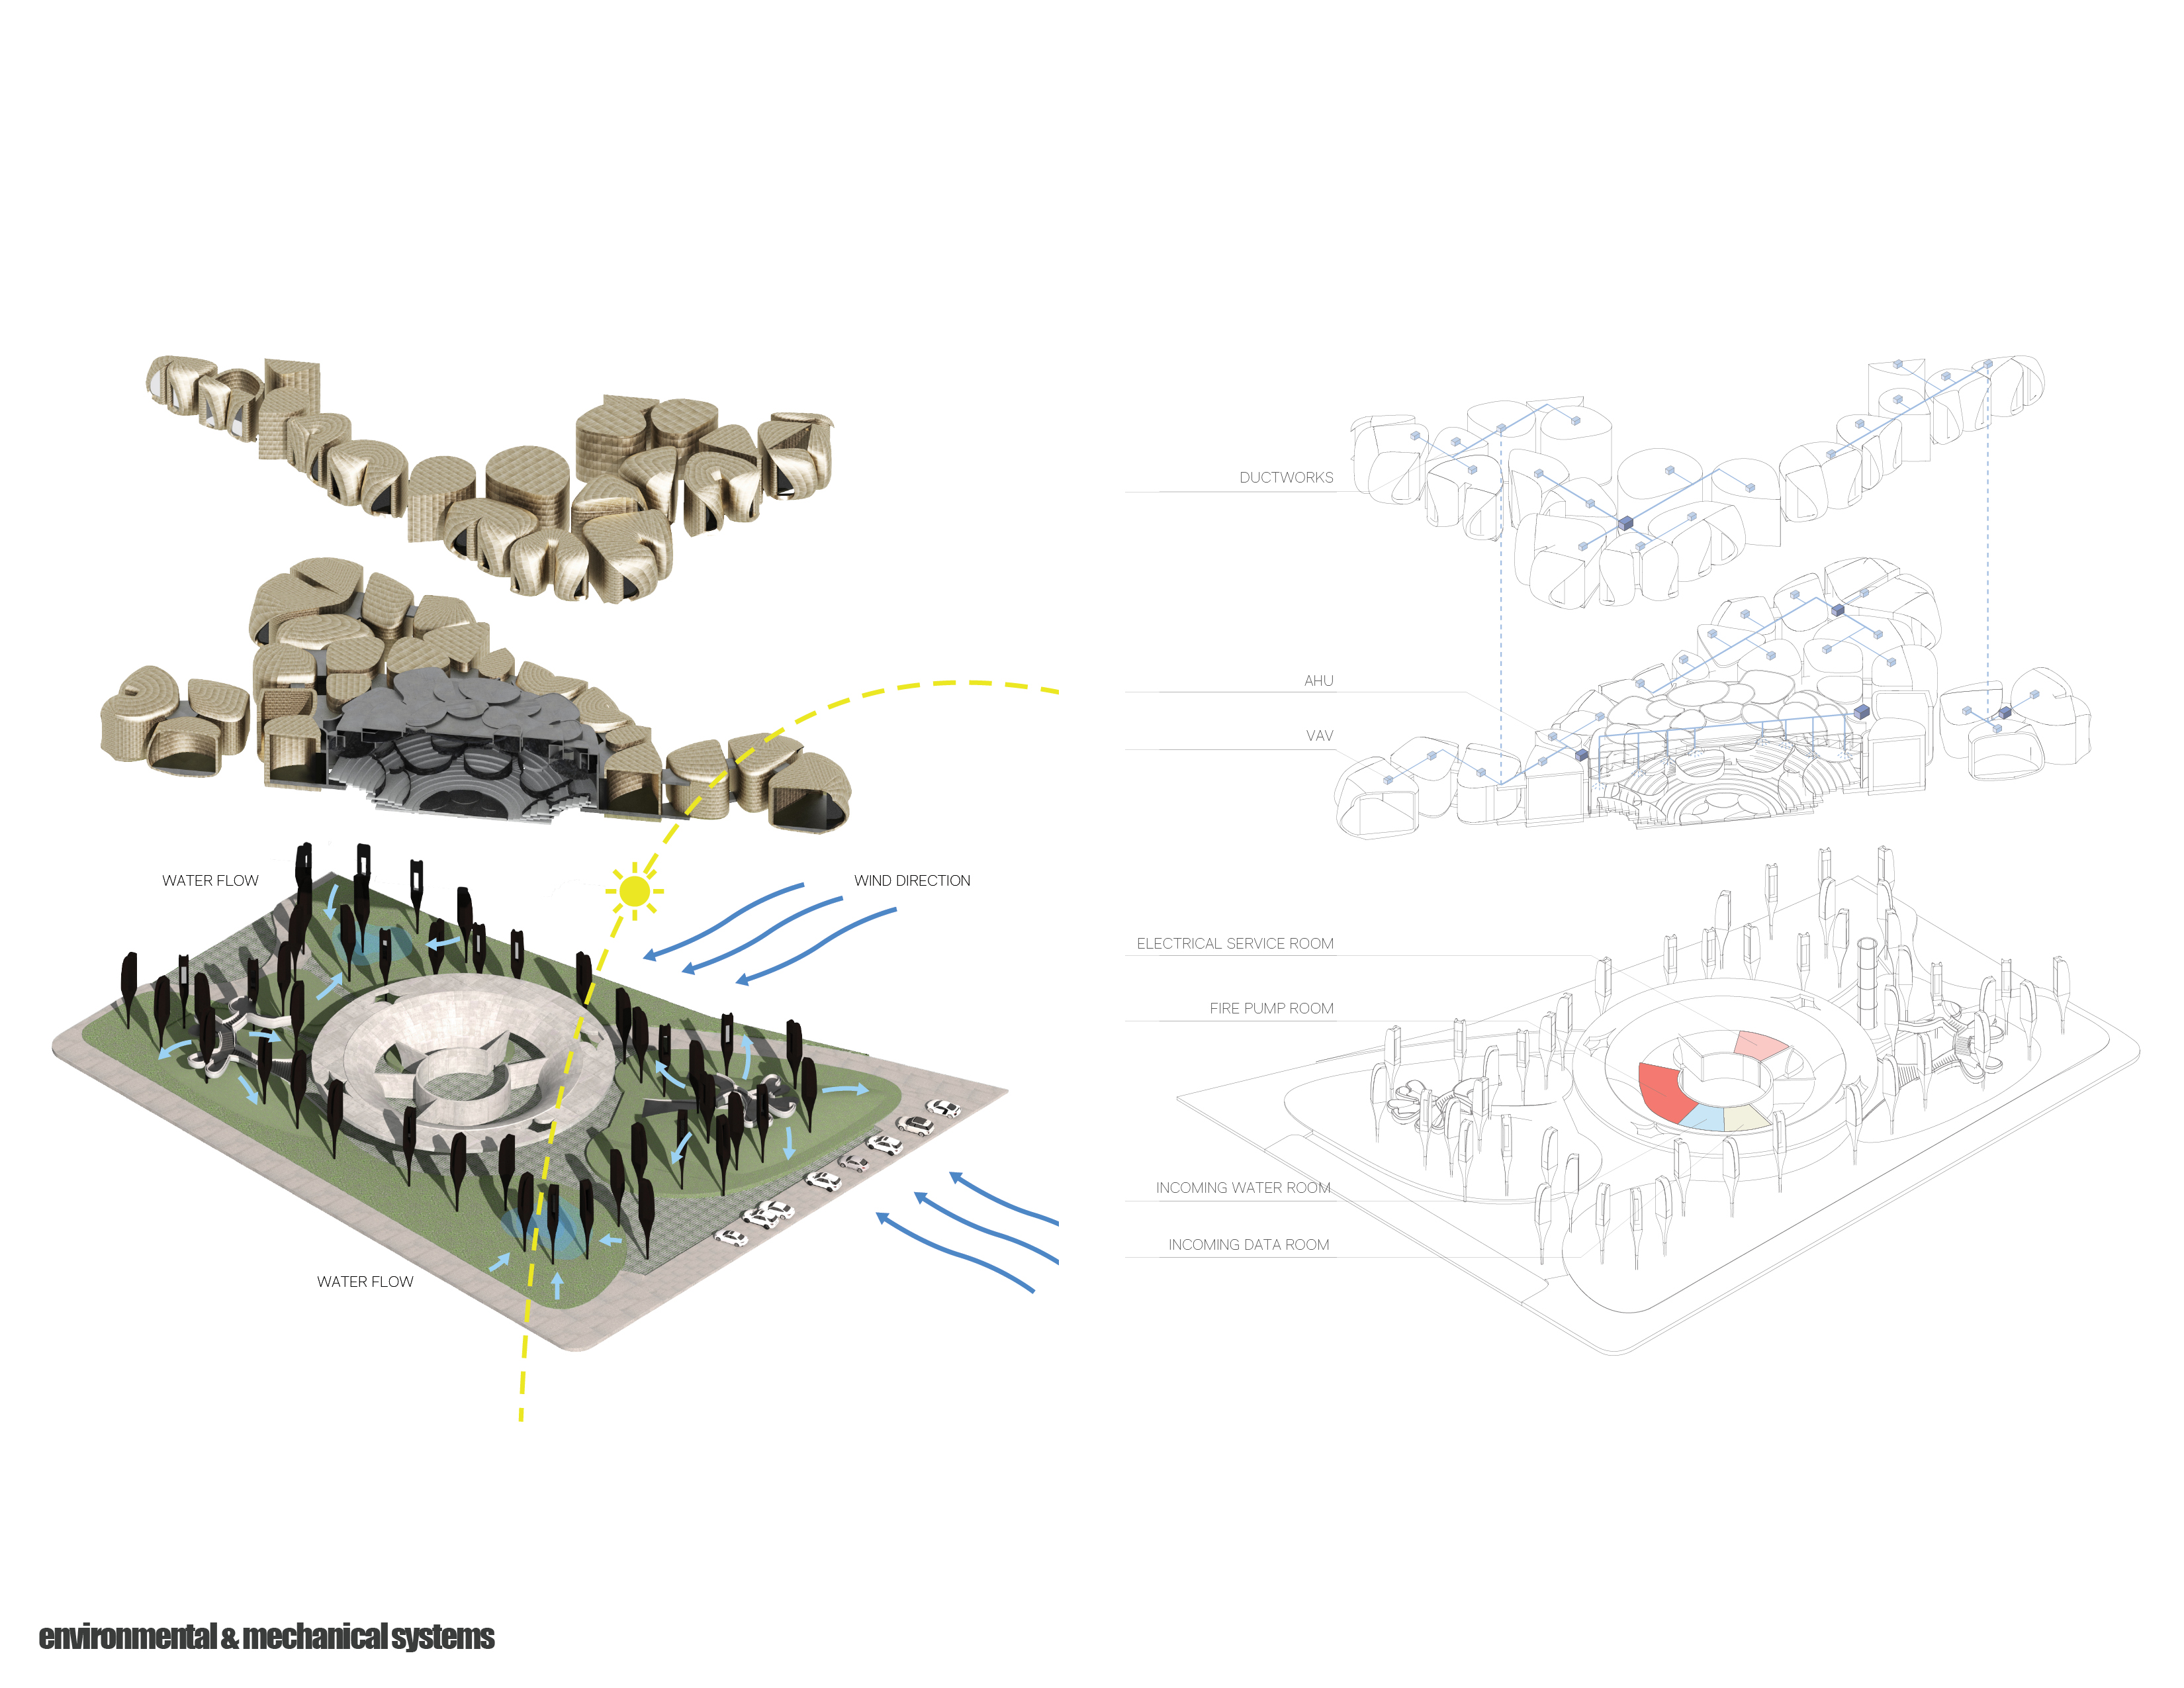 WATER FLOW
WIND DIRECTION
WATER FLOW
DUCTWORKS
AHU
VAV
ELECTRICAL SERVICE ROOM
FIRE PUMP ROOM
INCOMING WATER ROOM
INCOMING DATA ROOM
environmental & mechanical systems